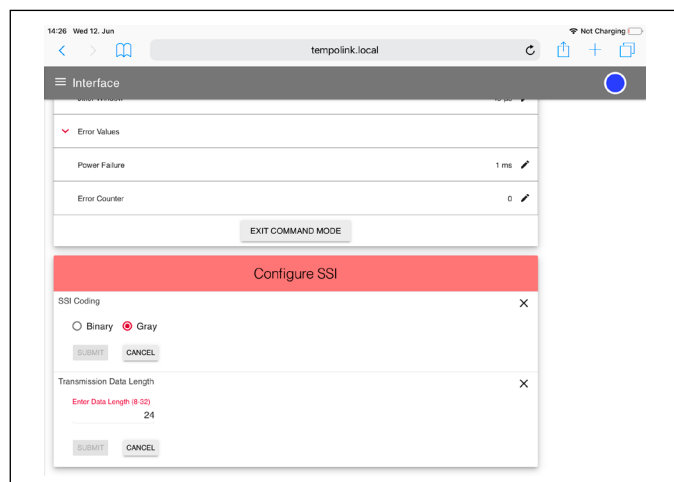 14:26 Wed 12. Jun
Not Charging
tempolink.local
Interface
Jitter Window
Error Values
Power Failure 1 ms
Error Counter 0
EXIT COMMAND MODE
Configure SSI
SSI Coding
Binary Gray
SUBMIT CANCEL
Transmission Data Length
Enter Data Length (8-32)
24
SUBMIT CANCEL